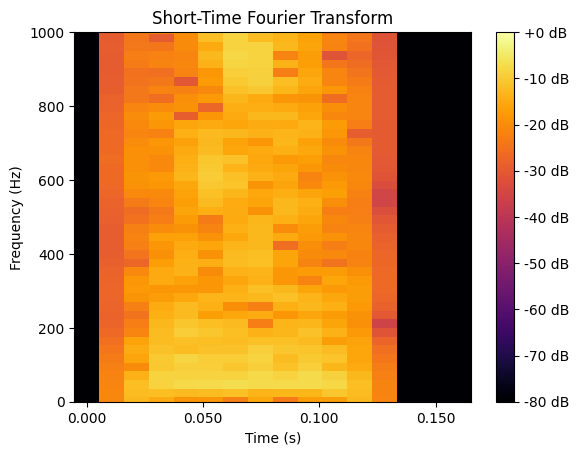 Short-Time Fourier Transform
1000
800
600
400
200
0
Frequency (Hz)
0.000
0.050
0.100
0.150
Time (s)
+0 dB
-10 dB
-20 dB
-30 dB
-40 dB
-50 dB
-60 dB
-70 dB
-80 dB